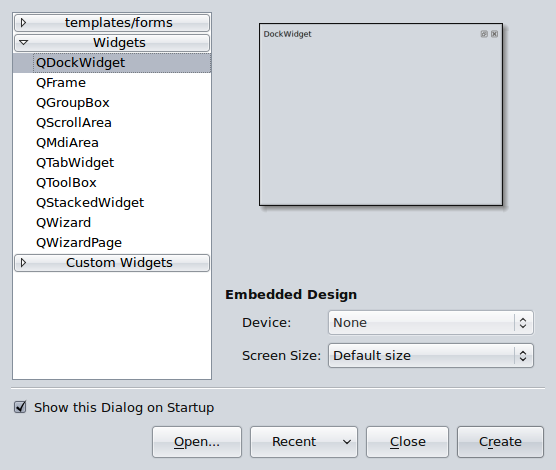 templates/forms
Widgets
QDockWidget
QFrame
QGroupBox
QScrollArea
QMdiArea
QTabWidget
QToolBox
QStackedWidget
QWizard
QWizardPage
Custom Widgets
DockWidget
Embedded Design
Device: None
Screen Size: Default size
Show this Dialog on Startup
Open... Recent Close Create